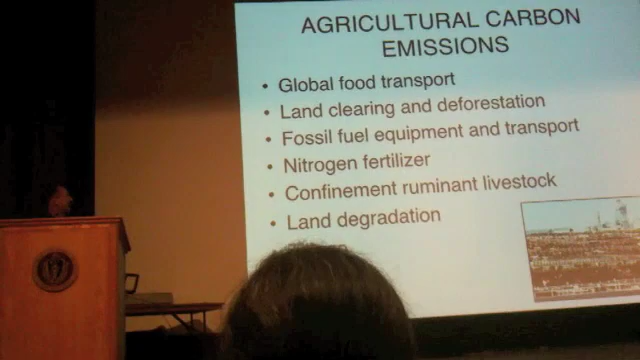 AGRICULTURAL CARBON
EMISSIONS
• Global food transport
• Land clearing and deforestation
• Fossil fuel equipment and transport
• Nitrogen fertilizer
• Confinement ruminant livestock
• Land degradation